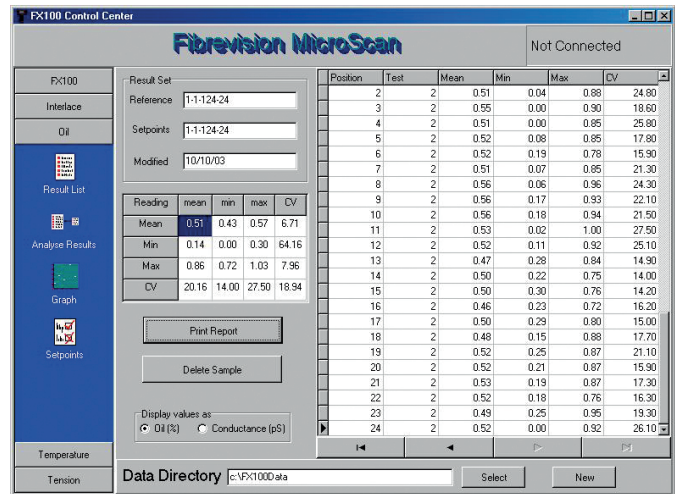 FX100 Control Center
Fibrevision MicroScan
Not Connected
FX100
Interlace
Oil
Result List
Analyse Results
Graph
Setpoints
Temperature
Tension
Result Set
Reference 1-1-124-24
Setpoints 1-1-124-24
Modified 10/10/03
Reading mean min max CV
Mean 0.51 0.43 0.57 6.71
Min 0.14 0.00 0.30 64.16
Max 0.86 0.72 1.03 7.96
CV 20.16 14.00 27.50 18.94
Print Report
Delete Sample
Display values as
Oil (%) Conductance (pS)
Position Test Mean Min Max CV
2 2 0.51 0.04 0.88 24.80
3 2 0.55 0.00 0.90 18.60
4 2 0.51 0.00 0.85 25.80
5 2 0.52 0.08 0.85 17.80
6 2 0.52 0.19 0.78 15.90
7 2 0.51 0.07 0.85 21.30
8 2 0.56 0.06 0.96 24.30
9 2 0.56 0.17 0.93 22.10
10 2 0.56 0.18 0.94 21.50
11 2 0.53 0.02 1.00 27.50
12 2 0.52 0.11 0.92 25.10
13 2 0.47 0.28 0.84 14.90
14 2 0.50 0.22 0.75 14.00
15 2 0.50 0.30 0.76 14.20
16 2 0.46 0.23 0.72 16.20
17 2 0.50 0.29 0.80 15.00
18 2 0.48 0.15 0.88 17.70
19 2 0.52 0.25 0.87 21.10
20 2 0.52 0.21 0.87 15.90
21 2 0.53 0.19 0.87 17.30
22 2 0.52 0.18 0.76 16.30
23 2 0.49 0.25 0.95 19.30
24 2 0.52 0.00 0.92 26.10
Data Directory c:\FX100Data Select New